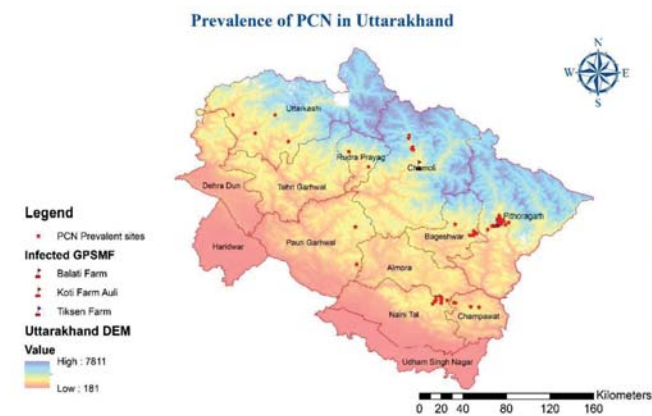 Prevalence of PCN in Uttarakhand
N
W E
S
Uttarkashi
Rudra Prayag
Chamoli
Dehra Dun
Tehri Garhwal
Pithoragarh
Haridwar
Pauri Garhwal
Bageshwar
Almora
Naini Tal
Champawat
Udham Singh Nagar
Legend
PCN Prevalent sites
Infected GPSMF
Balati Farm
Koti Farm Auli
Tiksen Farm
Uttarakhand DEM
Value
High : 7811
Low : 181
Kilometers
0 20 40 80 120 160